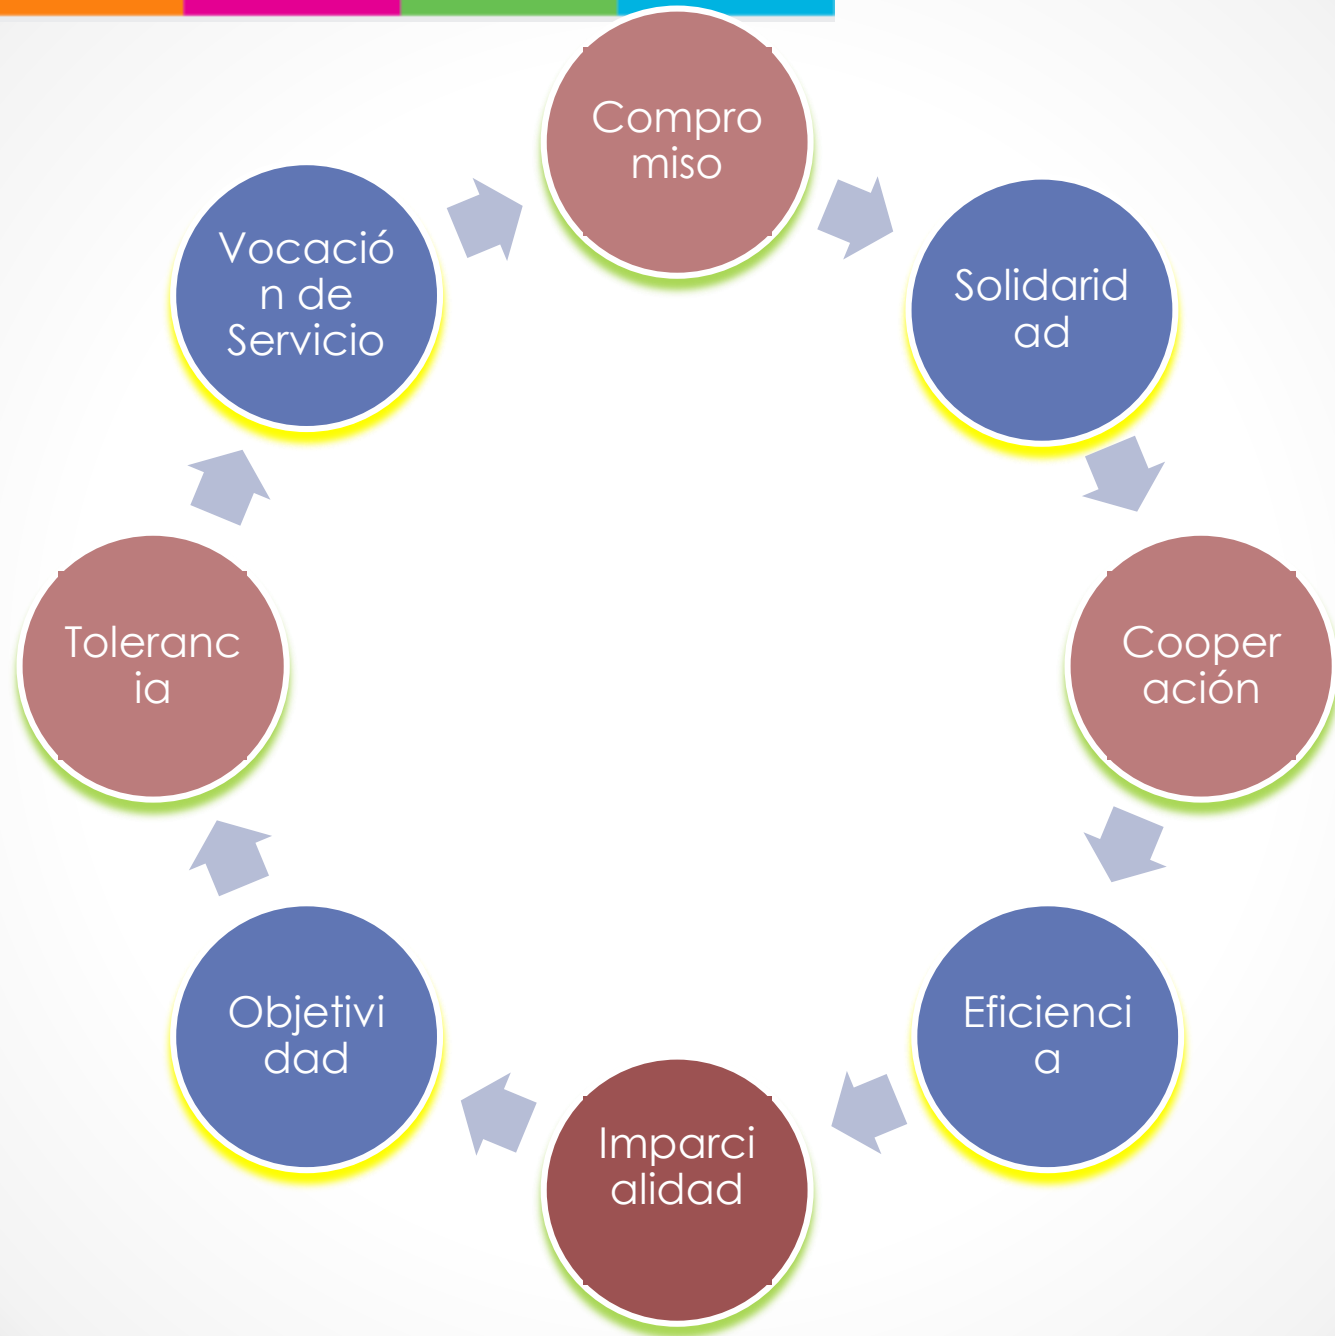 Compro
miso
Solidarid
ad
Cooper
ación
Eficienci
a
Imparci
alidad
Objetivi
dad
Toleranc
ia
Vocació
n de
Servicio